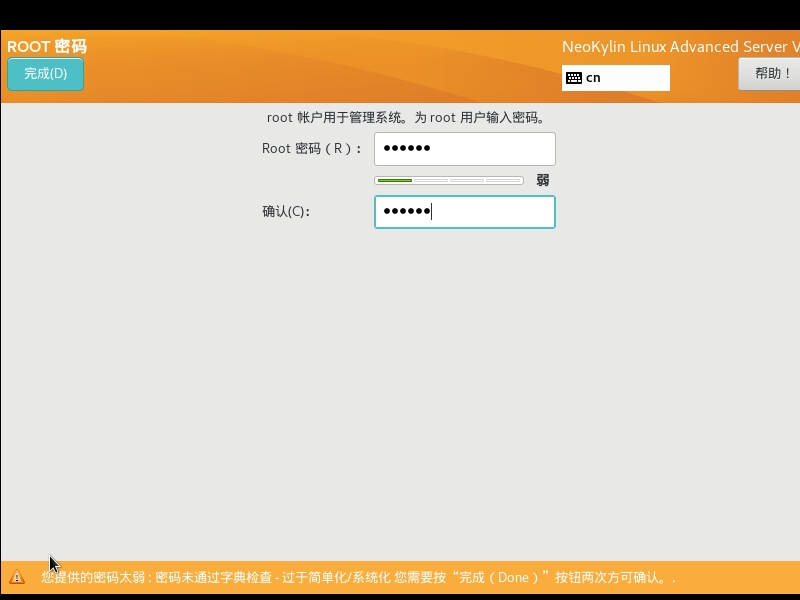 ROOT 密码
NeoKylin Linux Advanced Server V
完成(D)
cn
帮助！
root 帐户用于管理系统。为 root 用户输入密码。
Root 密码（R）：
●●●●●●
弱
确认(C):
●●●●●●
您提供的密码太弱 : 密码未通过字典检查 - 过于简单化/系统化 您需要按“完成（Done）”按钮两次方可确认。.